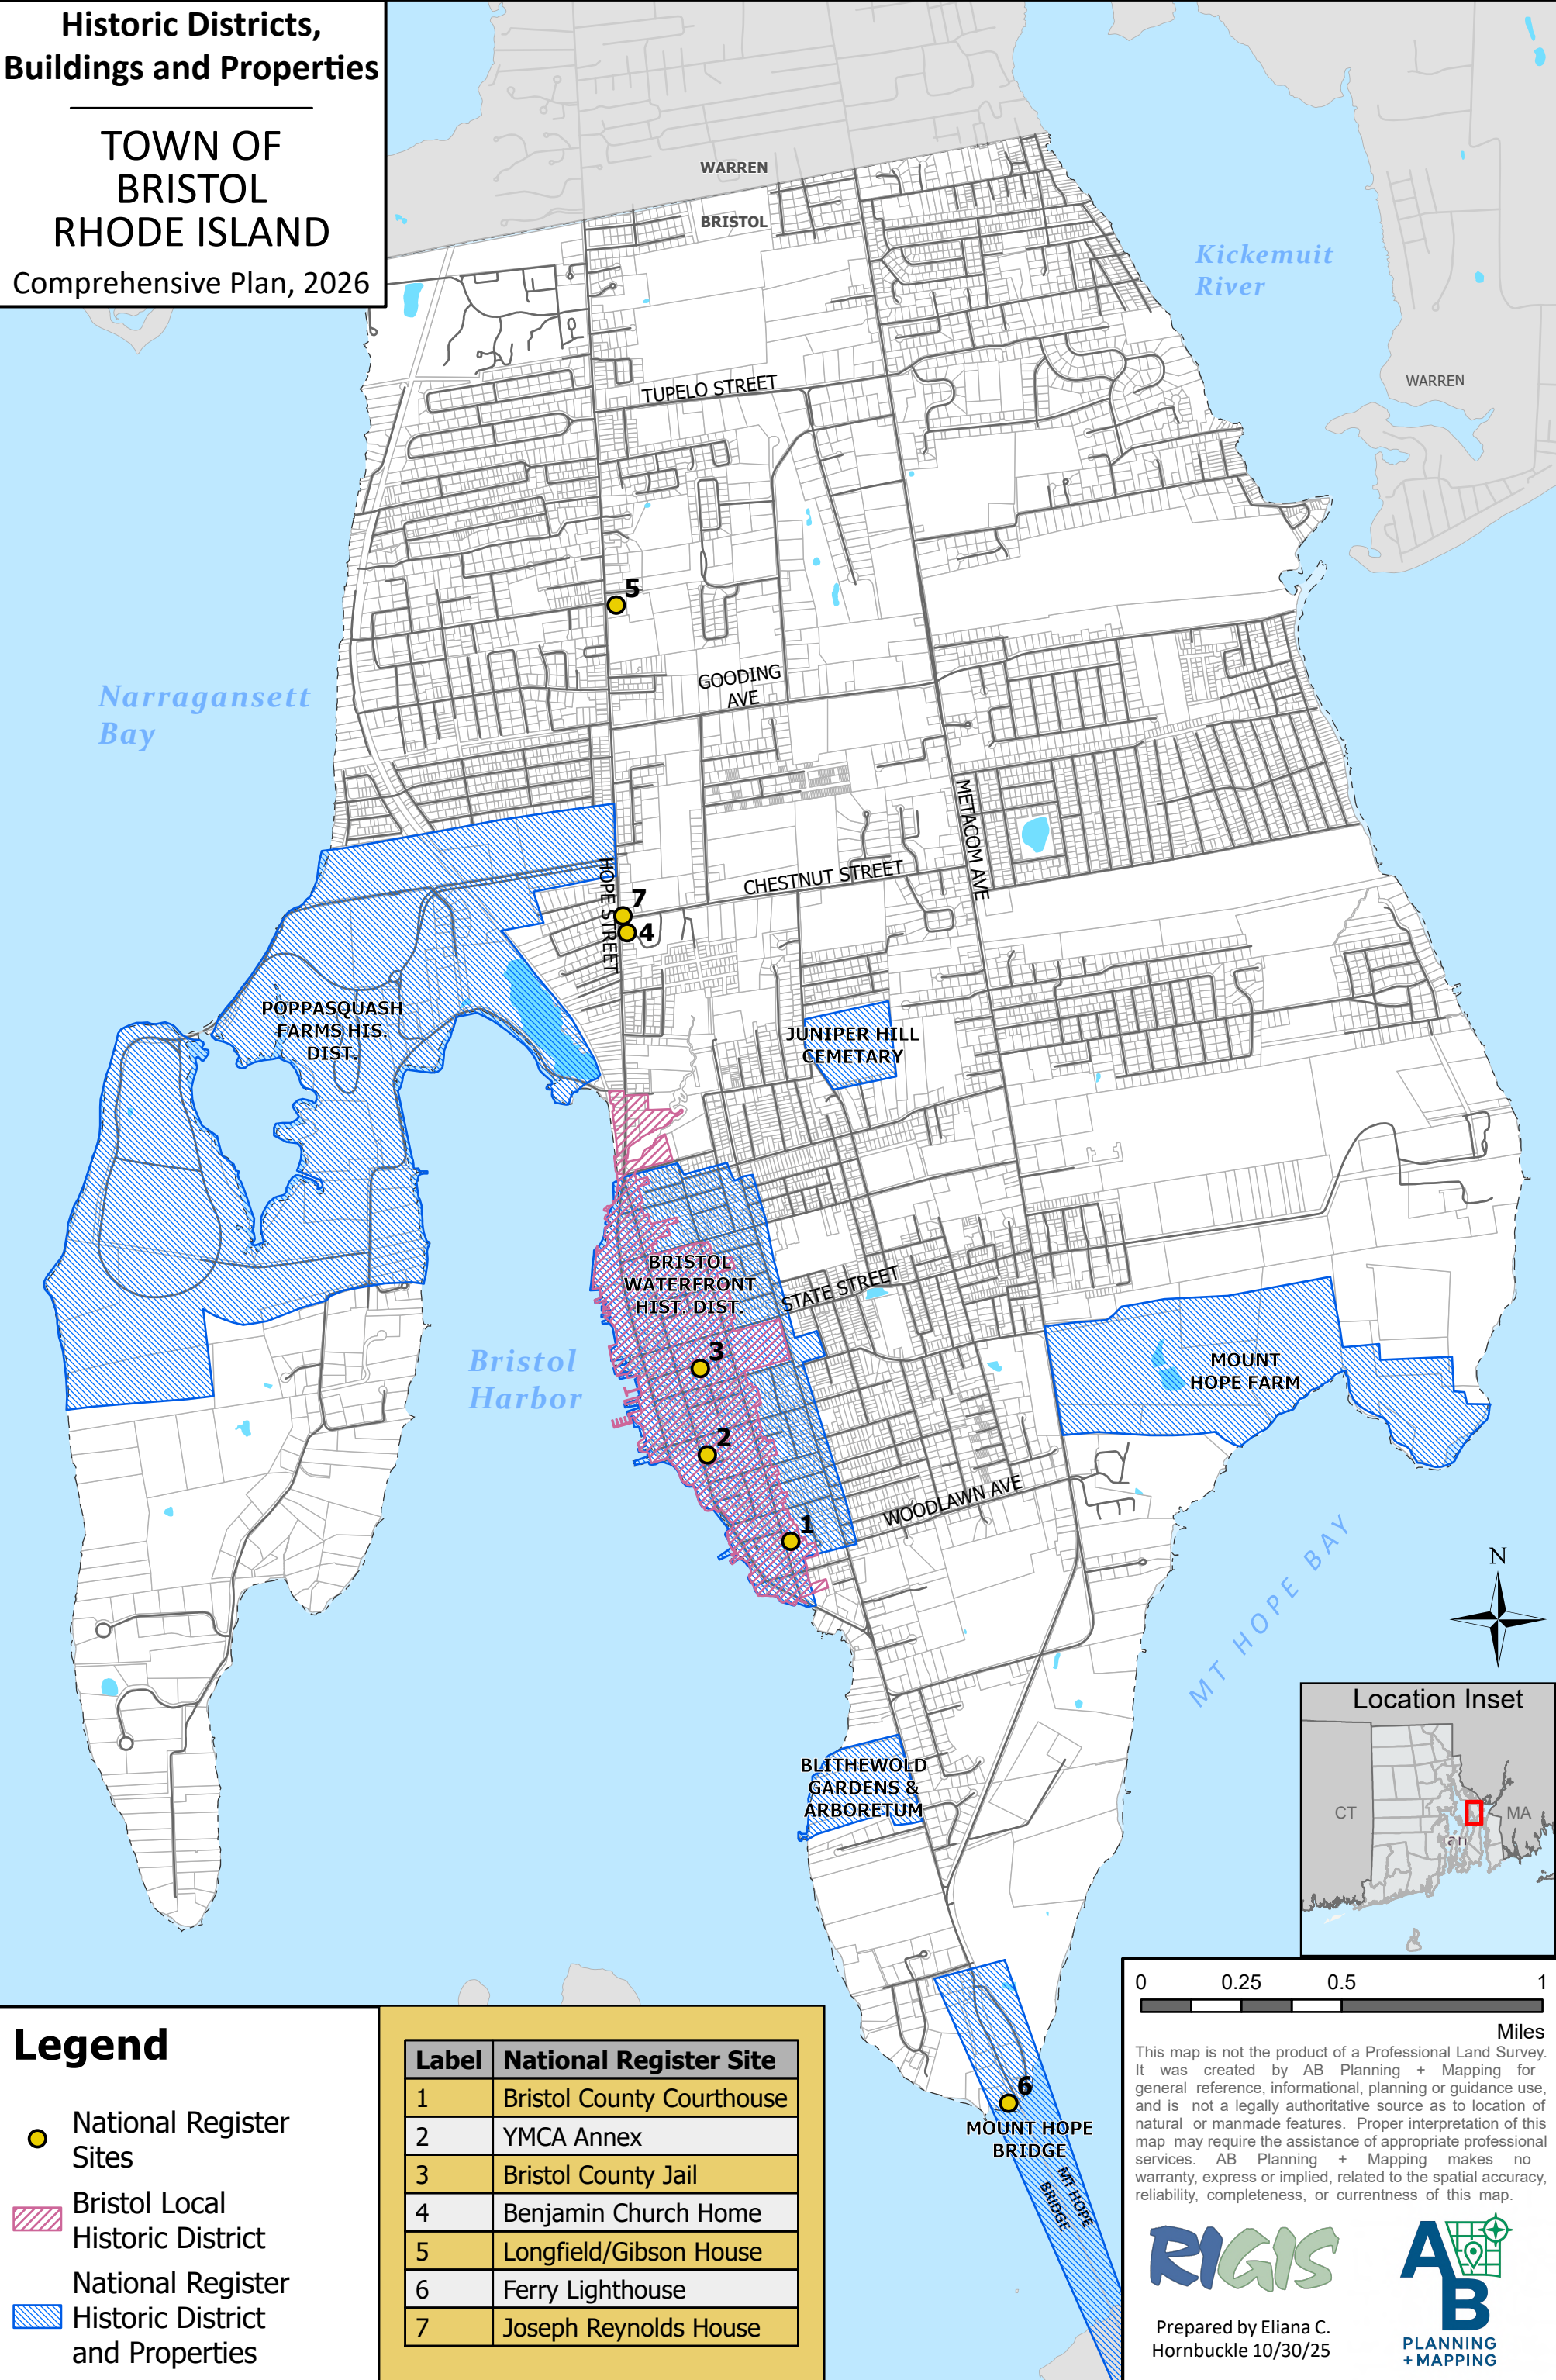 Historic Districts,
Buildings and Properties
TOWN OF
BRISTOL
RHODE ISLAND
Comprehensive Plan, 2026
WARREN
BRISTOL
Kickemuit
River
WARREN
TUPELO STREET
5
GOODING
AVE
Narragansett
Bay
METACOM AVE
HOPE STREET
CHESTNUT STREET
7
4
POPPASQUASH
FARMS HIS.
DIST.
JUNIPER HILL
CEMETARY
BRISTOL
WATERFRONT
HIST. DIST.
STATE STREET
3
Bristol
Harbor
MOUNT
HOPE FARM
2
WOODLAWN AVE
1
MT HOPE BAY
N
BLITHEWOLD
GARDENS &
ARBORETUM
6
MOUNT HOPE
BRIDGE
MT HOPE
BRIDGE
Location Inset
CT
MA
0 0.25 0.5 1
Miles
This map is not the product of a Professional Land Survey.
It was created by AB Planning + Mapping for
general reference, informational, planning or guidance use,
and is not a legally authoritative source as to location of
natural or manmade features. Proper interpretation of this
map may require the assistance of appropriate professional
services. AB Planning + Mapping makes no
warranty, express or implied, related to the spatial accuracy,
reliability, completeness, or currentness of this map.
RIGIS
Prepared by Eliana C.
Hornbuckle 10/30/25
AB
PLANNING
+MAPPING
Legend
National Register
Sites
Bristol Local
Historic District
National Register
Historic District
and Properties
Label National Register Site
1 Bristol County Courthouse
2 YMCA Annex
3 Bristol County Jail
4 Benjamin Church Home
5 Longfield/Gibson House
6 Ferry Lighthouse
7 Joseph Reynolds House